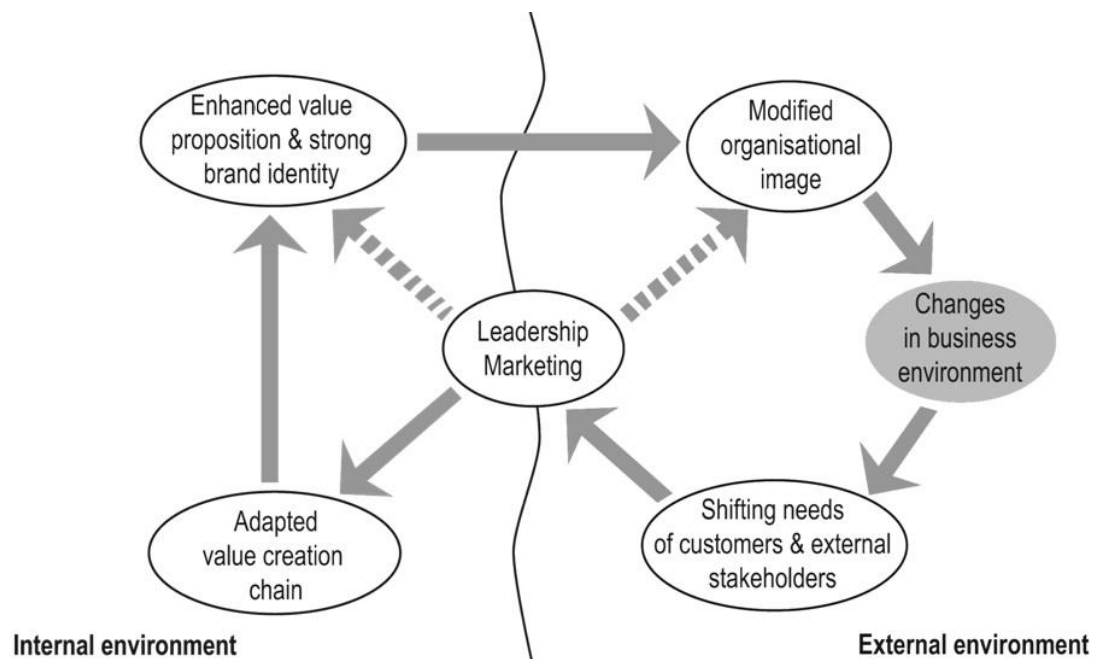 Enhanced value
proposition & strong
brand identity
Modified
organisational
image
Leadership
Marketing
Changes
in business
environment
Adapted
value creation
chain
Shifting needs
of customers & external
stakeholders
Internal environment
External environment